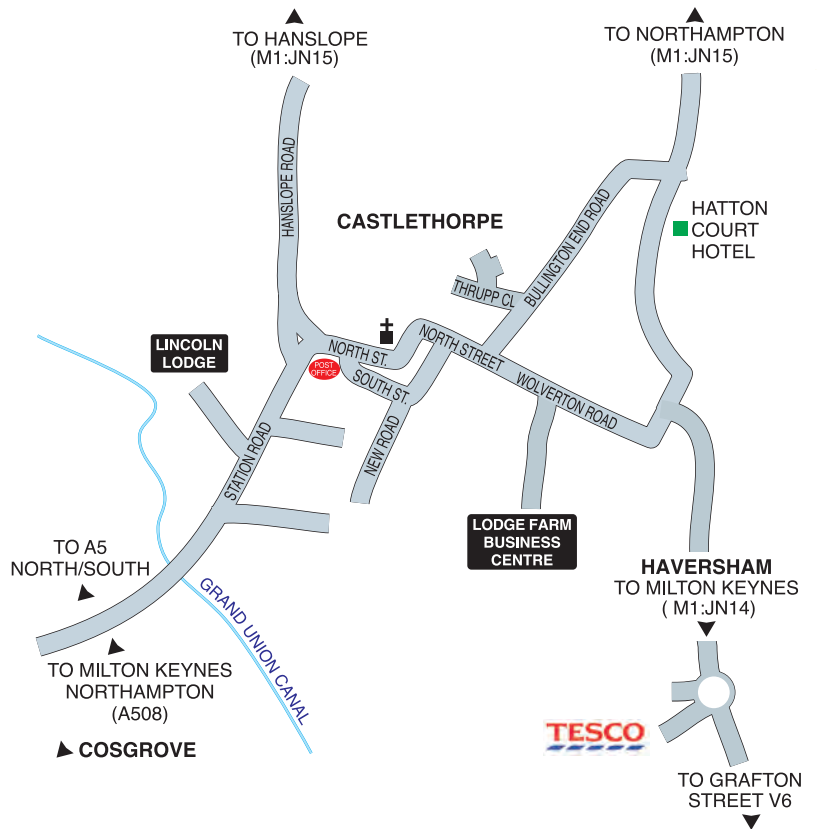 TO HANSLOPE
(M1:JN15)
TO NORTHAMPTON
(M1:JN15)
HANSLOPE ROAD
CASTLETHORPE
BULLINGTON END ROAD
HATTON
COURT
HOTEL
THRUPP CL
LINCOLN
LODGE
NORTH ST.
NORTH STREET
POST
OFFICE
SOUTH ST.
WOLVERTON ROAD
STATION ROAD
NEW ROAD
LODGE FARM
BUSINESS
CENTRE
TO A5
NORTH/SOUTH
HAVERSHAM
TO MILTON KEYNES
( M1:JN14)
GRAND UNION CANAL
TO MILTON KEYNES
NORTHAMPTON
(A508)
COSGROVE
TESCO
TO GRAFTON
STREET V6